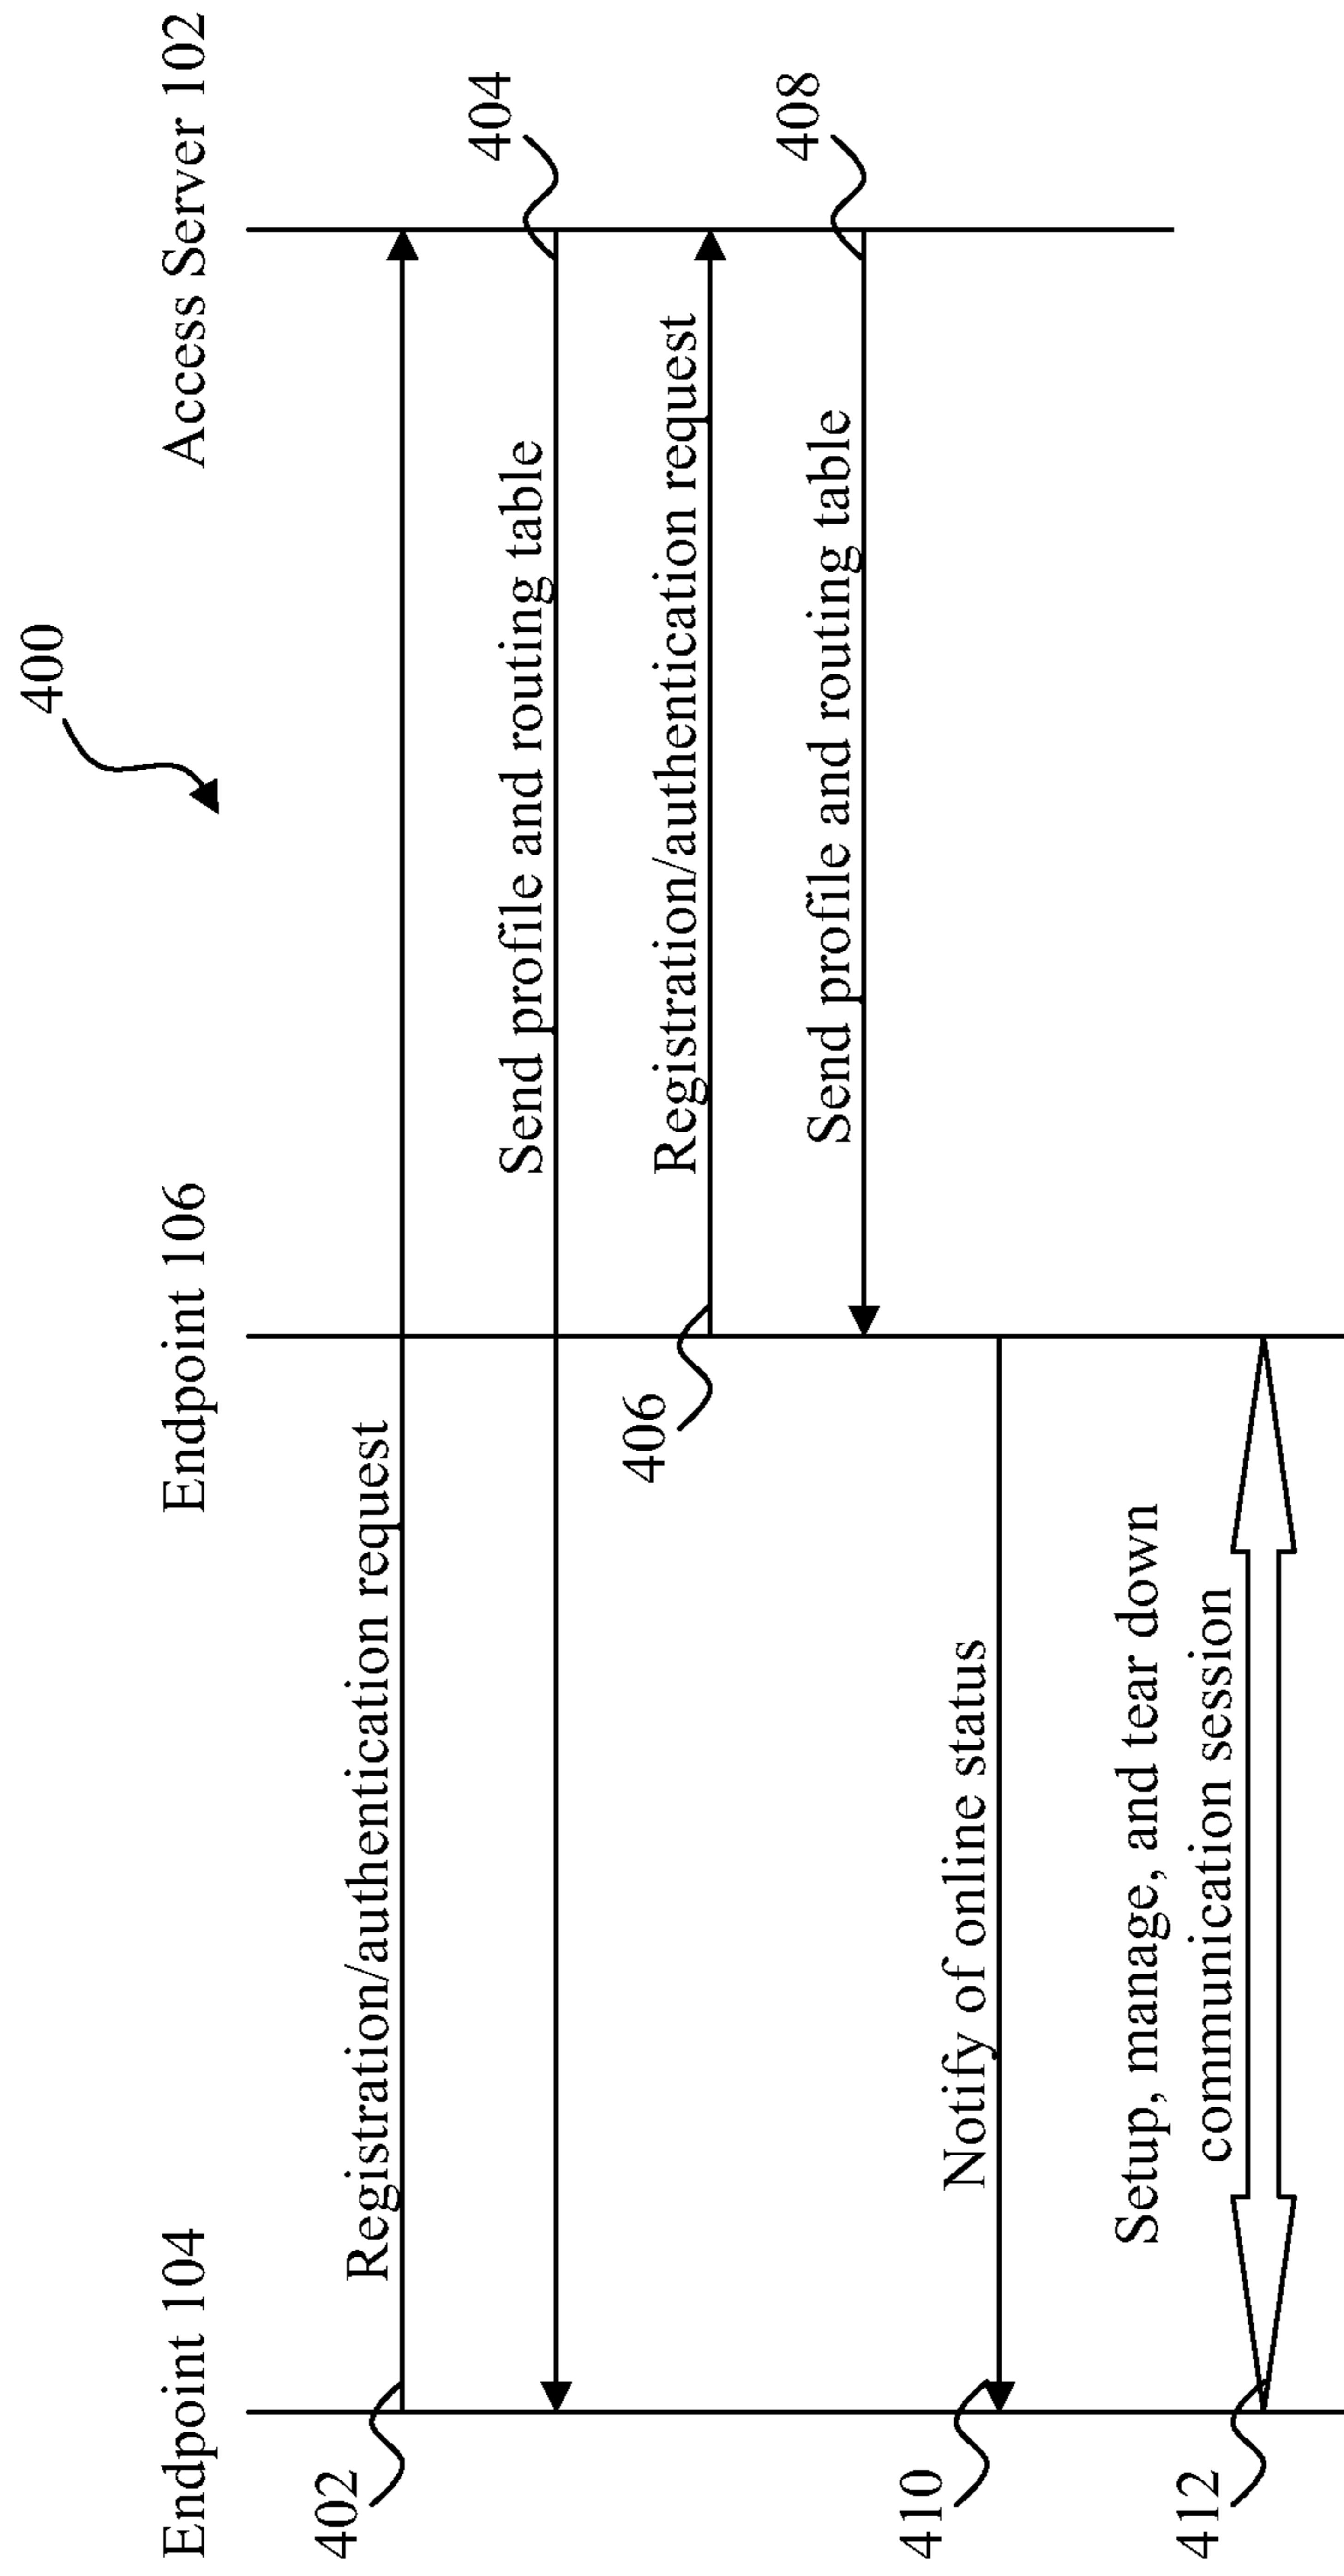 400
Endpoint 104
Endpoint 106
Access Server 102
402
Registration/authentication request
404
Send profile and routing table
406
Registration/authentication request
408
Send profile and routing table
410
Notify of online status
412
Setup, manage, and tear down
communication session